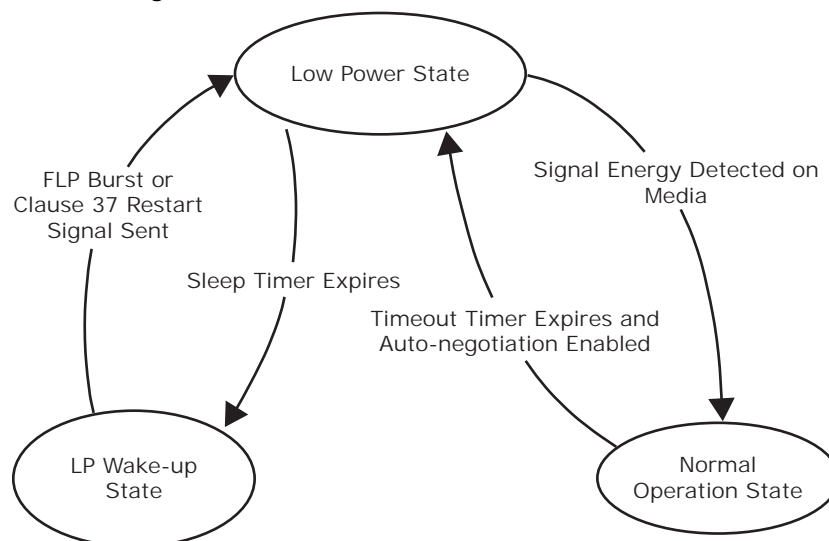 Low Power State
FLP Burst or
Clause 37 Restart
Signal Sent
Signal Energy Detected on
Media
Sleep Timer Expires
Timeout Timer Expires and
Auto-negotiation Enabled
LP Wake-up
State
Normal
Operation State